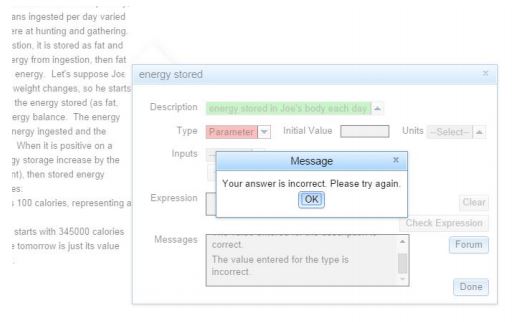 ans ingested per day varied
ere at hunting and gathering.
estion, it is stored as fat and
ergy from ingestion, then fat
energy. Let's suppose Joe
weight changes, so he starts
the energy stored (as fat,
ergy balance. The energy
energy ingested and the
When it is positive on a
gy storage increase by the
nt), then stored energy
es:
s 100 calories, representing a
starts with 345000 calories
e tomorrow is just its value
energy stored ×
Description energy stored in Joe's body each day
Type Parameter Initial Value Units --Select--
Inputs
Message ×
Your answer is incorrect. Please try again.
OK
Expression Clear
Check Expression
Messages
correct.
The value entered for the type is
incorrect.
Forum
Done